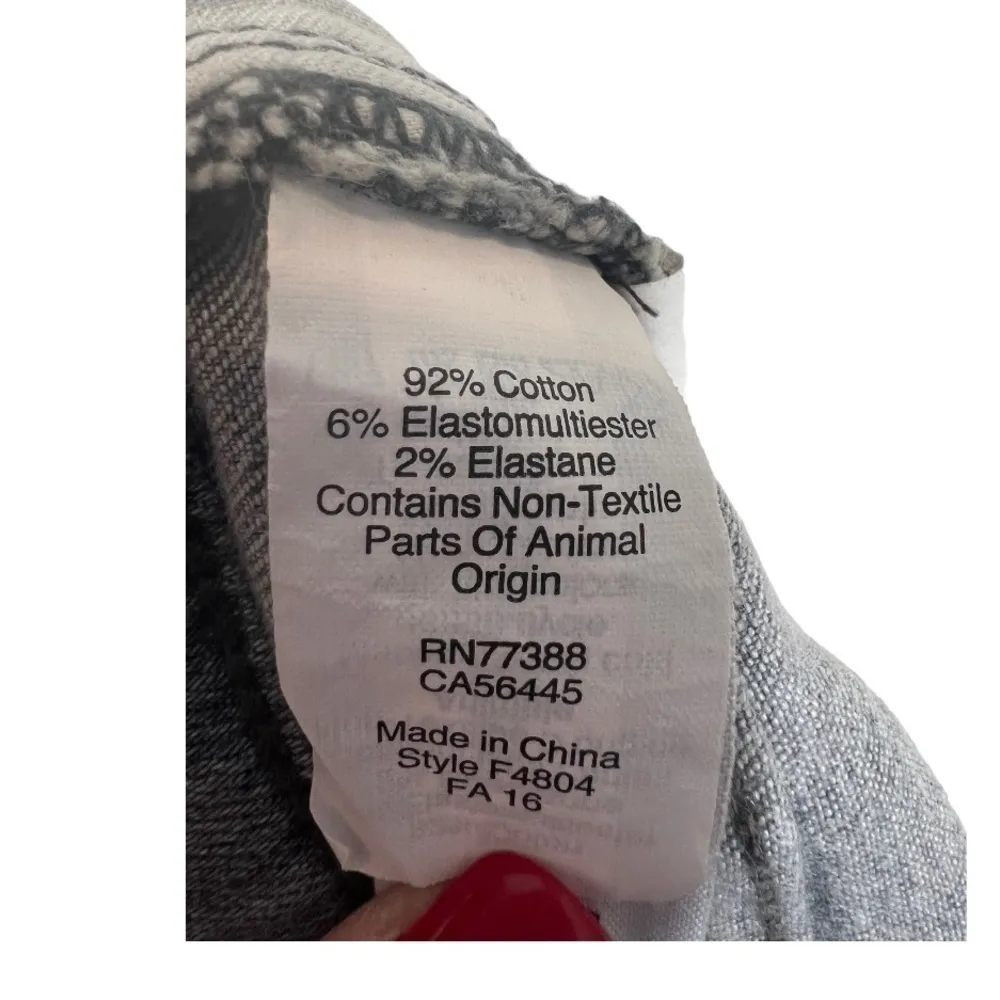 92% Cotton
6% Elastomultiester
2% Elastane
Contains Non-Textile
Parts Of Animal
Origin
RN77388
CA56445
Made in China
Style F4804
FA 16